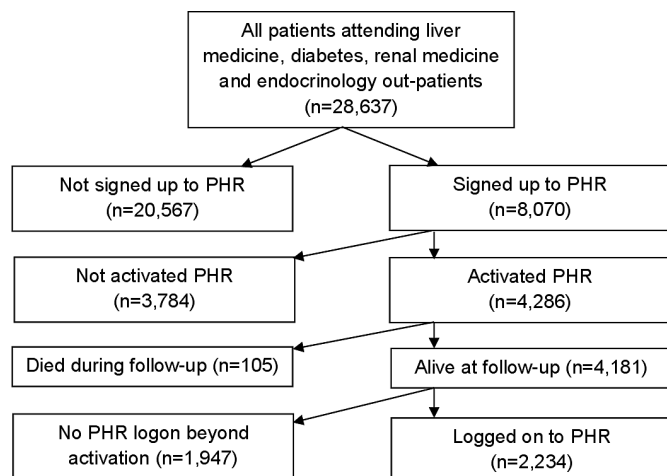 All patients attending liver
medicine, diabetes, renal medicine
and endocrinology out-patients
(n=28,637)
Not signed up to PHR
(n=20,567)
Signed up to PHR
(n=8,070)
Not activated PHR
(n=3,784)
Activated PHR
(n=4,286)
Died during follow-up (n=105)
Alive at follow-up (n=4,181)
No PHR logon beyond
activation (n=1,947)
Logged on to PHR
(n=2,234)